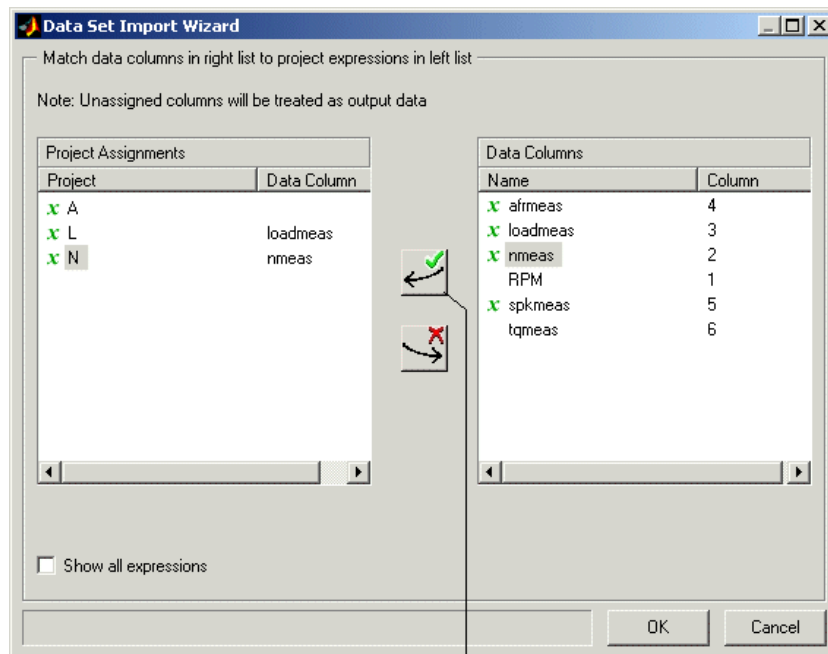 Data Set Import Wizard
Match data columns in right list to project expressions in left list
Note: Unassigned columns will be treated as output data
Project Assignments
Project Data Column
x A
x L loadmeas
x N nmeas
Data Columns
Name Column
x afrmeas 4
x loadmeas 3
x nmeas 2
RPM 1
x spkmeas 5
tqmeas 6
Show all expressions
OK Cancel